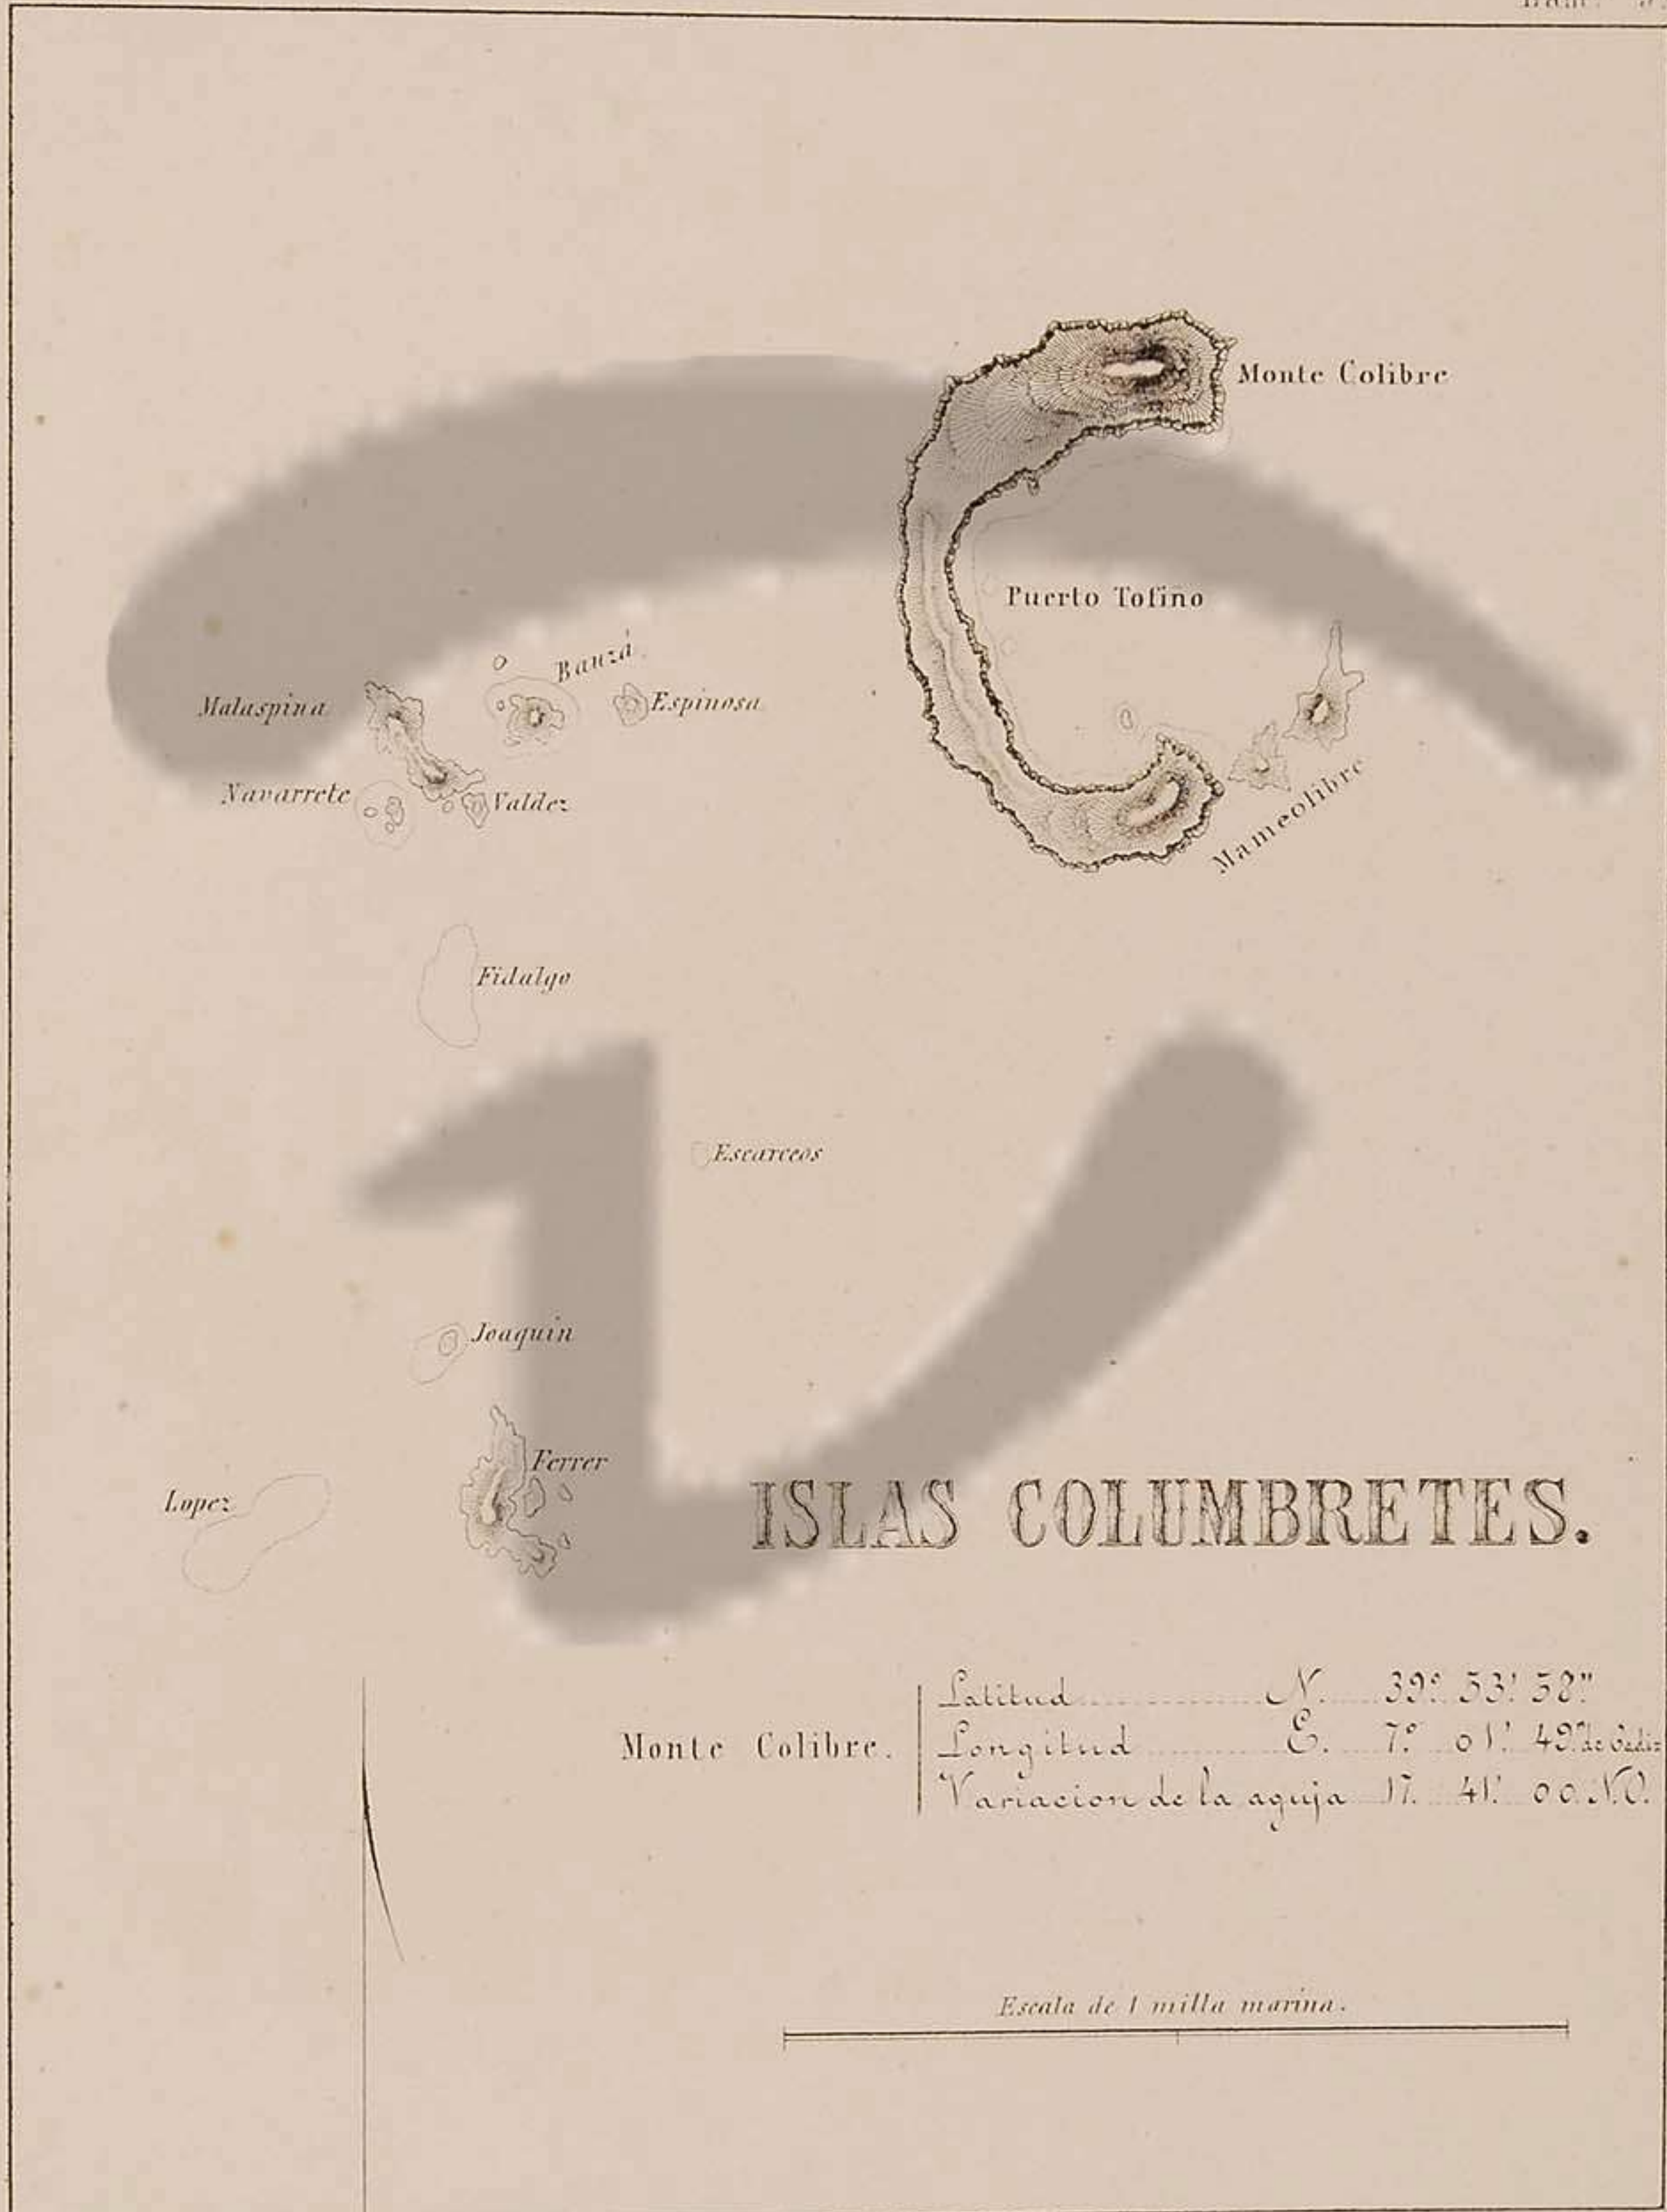 Monte Colibre
Puerto Tofino
Bauzá
Malaspina
Espinosa
Navarrete
Valdez
Mameolibre
Fidalgo
Escarceos
Joaquin
Ferrer
Lopez
ISLAS COLUMBRETES.
Monte Colibre.
Latitud N. 39° 53' 58"
Longitud E. 7° 01' 49" de Cadiz
Variacion de la aguja 17. 41' 00 N.O.
Escala de 1 milla marina.